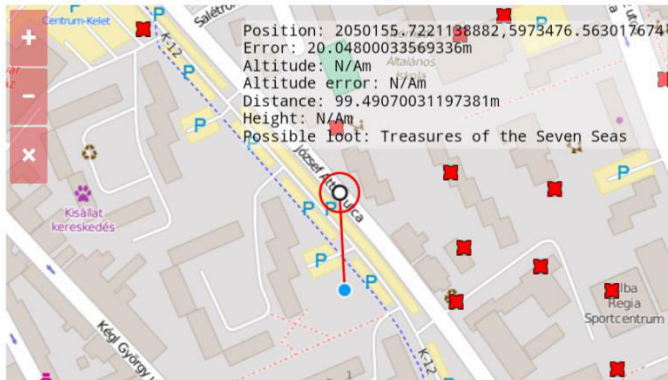 +
−
×
Centrum-Kelet
K-12
Position: 2050155.7221138882,5973476.563017674
Error: 20.04800033569336m
Altitude: N/Am
Altitude error: N/Am
Distance: 99.49070031197381m
Height: N/Am
Possible loot: Treasures of the Seven Seas
Általános
Iskola
P
P
P
József Attila utca
P
P
P
Kisállat
kereskedés
P
P
Alba
Regia
Sportcentrum
Kégl György
K-12
P